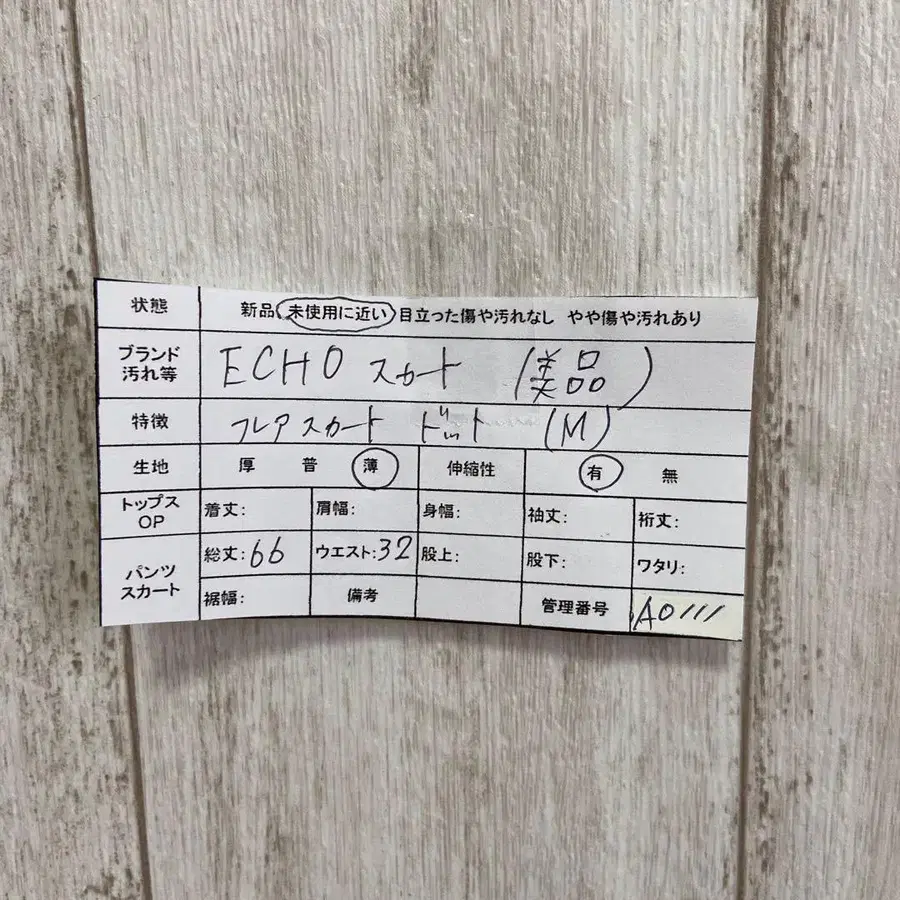 状態 新品 未使用に近い 目立った傷や汚れなし やや傷や汚れあり
ブランド 汚れ等 ECHO スカート (美品)
特徴 フレアスカート ドット (M)
生地 厚 普 薄 伸縮性 有 無
トップス OP 着丈: 肩幅: 身幅: 袖丈: 裄丈:
パンツ スカート 総丈:66 ウエスト:32 股上: 股下: ワタリ:
裾幅: 備考 管理番号 A0111